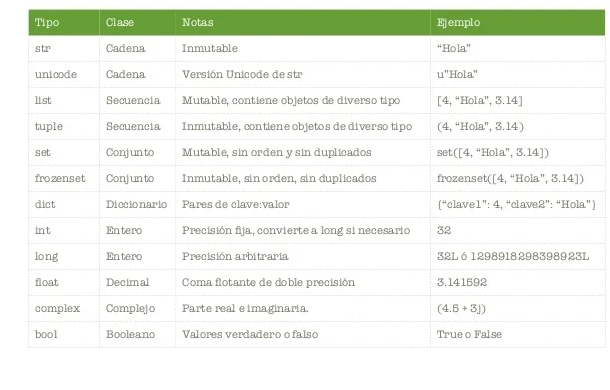 Tipo Clase Notas Ejemplo
str Cadena Inmutable “Hola”
unicode Cadena Versión Unicode de str u”Hola”
list Secuencia Mutable, contiene objetos de diverso tipo [4, “Hola”, 3.14]
tuple Secuencia Inmutable, contiene objetos de diverso tipo (4, “Hola”, 3.14)
set Conjunto Mutable, sin orden y sin duplicados set([4, “Hola”, 3.14])
frozenset Conjunto Inmutable, sin orden, sin duplicados frozenset([4, “Hola”, 3.14])
dict Diccionario Pares de clave:valor {“clave1”: 4, “clave2”: “Hola”}
int Entero Precisión fija, convierte a long si necesario 32
long Entero Precisión arbitraria 32L ó 1298918298398923L
float Decimal Coma flotante de doble precisión 3.141592
complex Complejo Parte real e imaginaria. (4.5 + 3j)
bool Booleano Valores verdadero o falso True o False